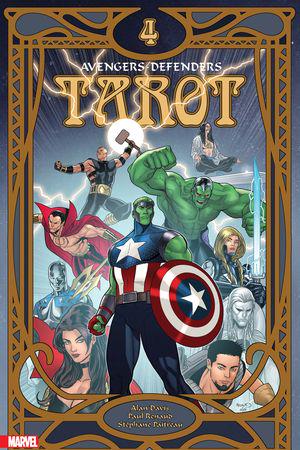 4
AVENGERS·DEFENDERS
TAROT
Alan Davis
Paul Renaud
Stéphane Paitreau
MARVEL